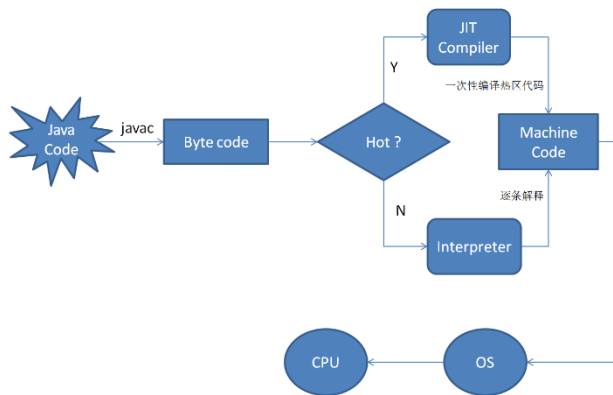 JIT
Compiler
Y
一次性编译热区代码
Java
Code
javac
Byte code
Hot ?
Machine
Code
N
逐条解释
Interpreter
CPU
OS